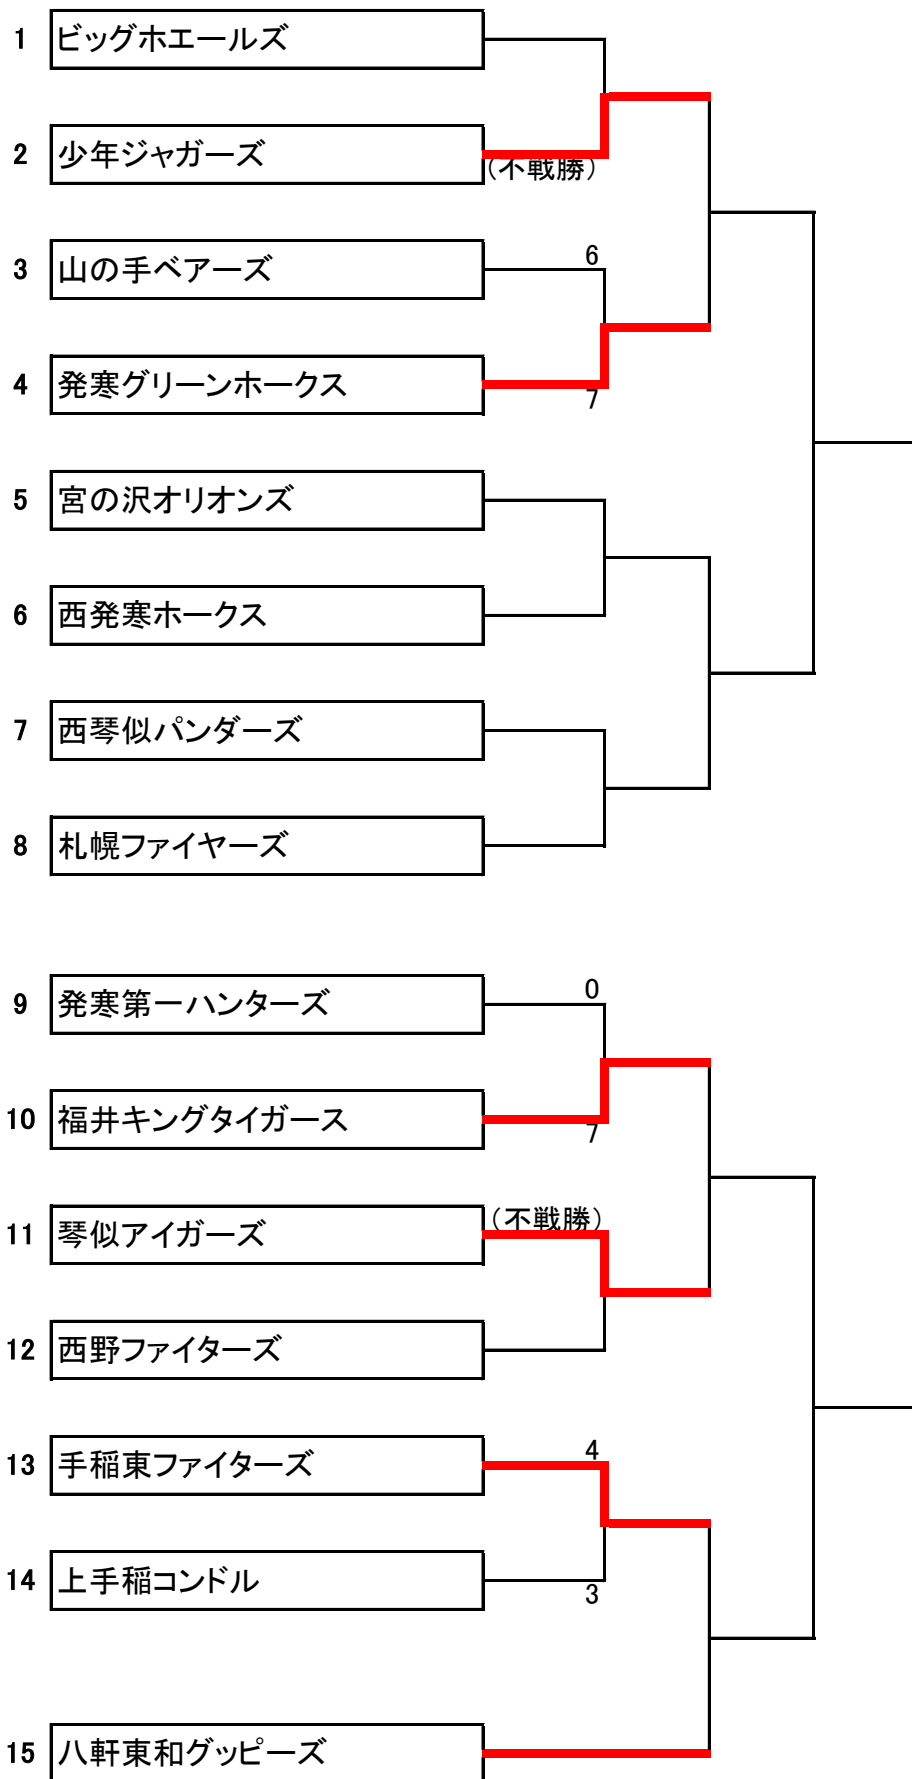 1 ビッグホエールズ
2 少年ジャガーズ
(不戦勝)
3 山の手ベアーズ
6
4 発寒グリーンホークス
7
5 宮の沢オリオンズ
6 西発寒ホークス
7 西琴似パンダーズ
8 札幌ファイヤーズ
9 発寒第一ハンターズ
0
10 福井キングタイガース
7
11 琴似アイガーズ
(不戦勝)
12 西野ファイターズ
13 手稲東ファイターズ
4
14 上手稲コンドル
3
15 八軒東和グッピーズ